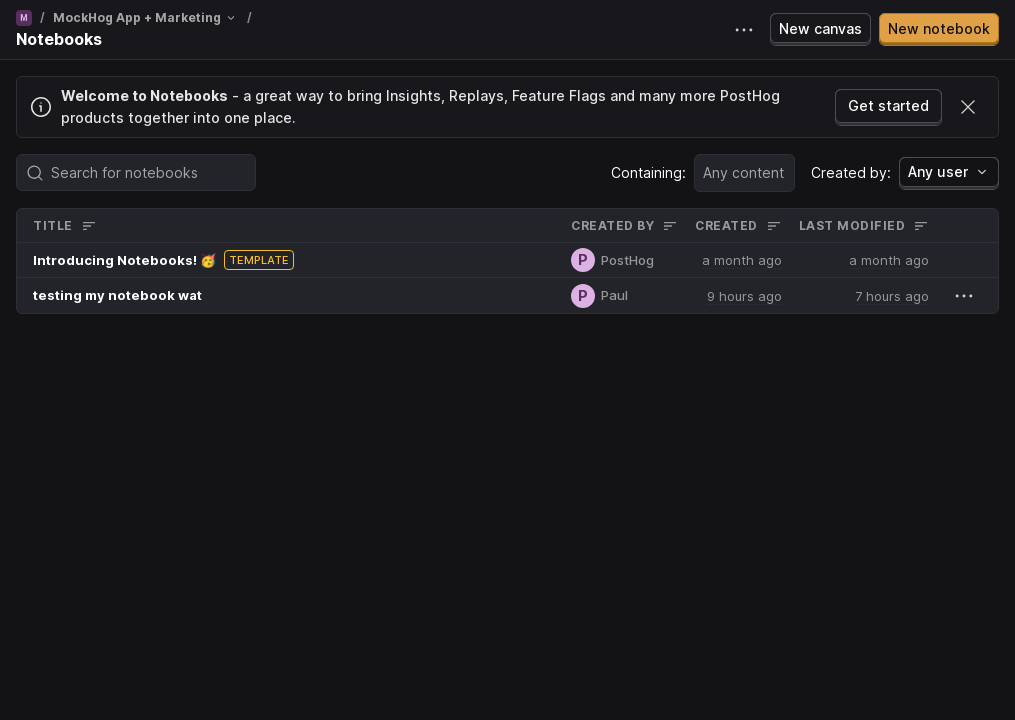 M / MockHog App + Marketing /
Notebooks
New canvas
New notebook
Welcome to Notebooks - a great way to bring Insights, Replays, Feature Flags and many more PostHog
products together into one place.
Get started
Search for notebooks
Containing: Any content
Created by: Any user
TITLE CREATED BY CREATED LAST MODIFIED
Introducing Notebooks! 🥳 TEMPLATE P PostHog a month ago a month ago
testing my notebook wat P Paul 9 hours ago 7 hours ago